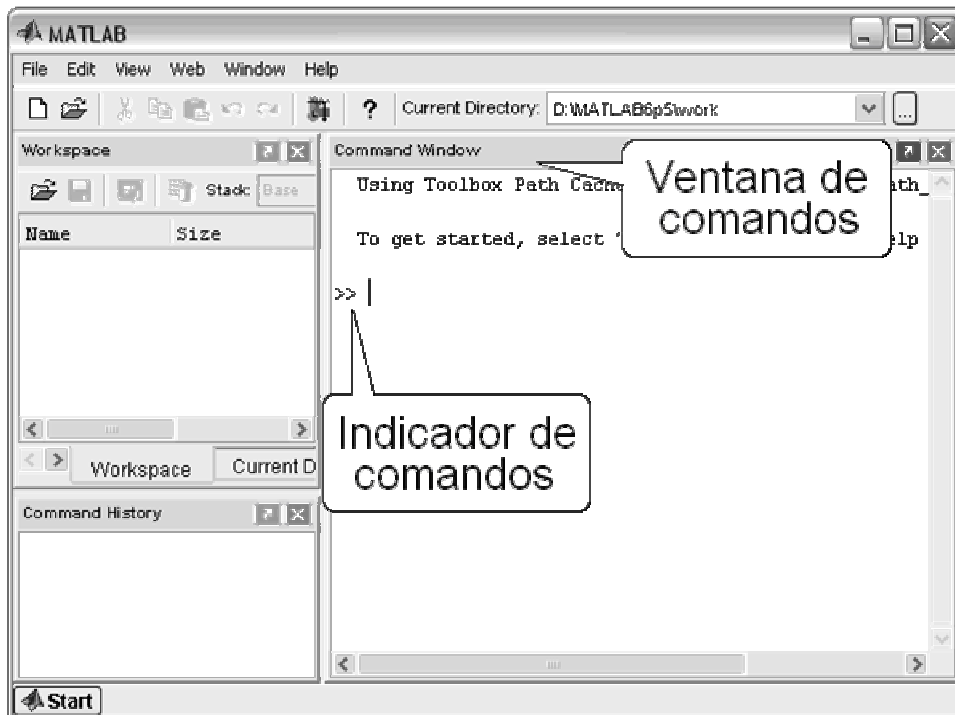 MATLAB
File Edit View Web Window Help
? Current Directory: D:\MATLAB6p5\work ...
Workspace
Stack: Base
Name Size
Workspace Current D
Command History
Command Window
Using Toolbox Path
To get started, select
elp
>>
Ventana de
comandos
Indicador de
comandos
Start